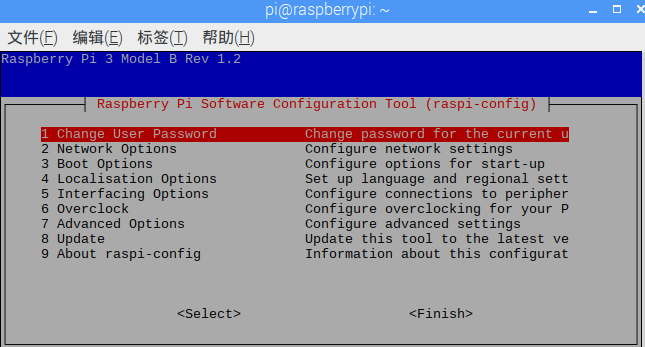 pi@raspberrypi: ~
文件(F) 编辑(E) 标签(T) 帮助(H)
Raspberry Pi 3 Model B Rev 1.2
Raspberry Pi Software Configuration Tool (raspi-config)
1 Change User Password Change password for the current u
2 Network Options Configure network settings
3 Boot Options Configure options for start-up
4 Localisation Options Set up language and regional sett
5 Interfacing Options Configure connections to peripher
6 Overclock Configure overclocking for your P
7 Advanced Options Configure advanced settings
8 Update Update this tool to the latest ve
9 About raspi-config Information about this configurat
<Select> <Finish>